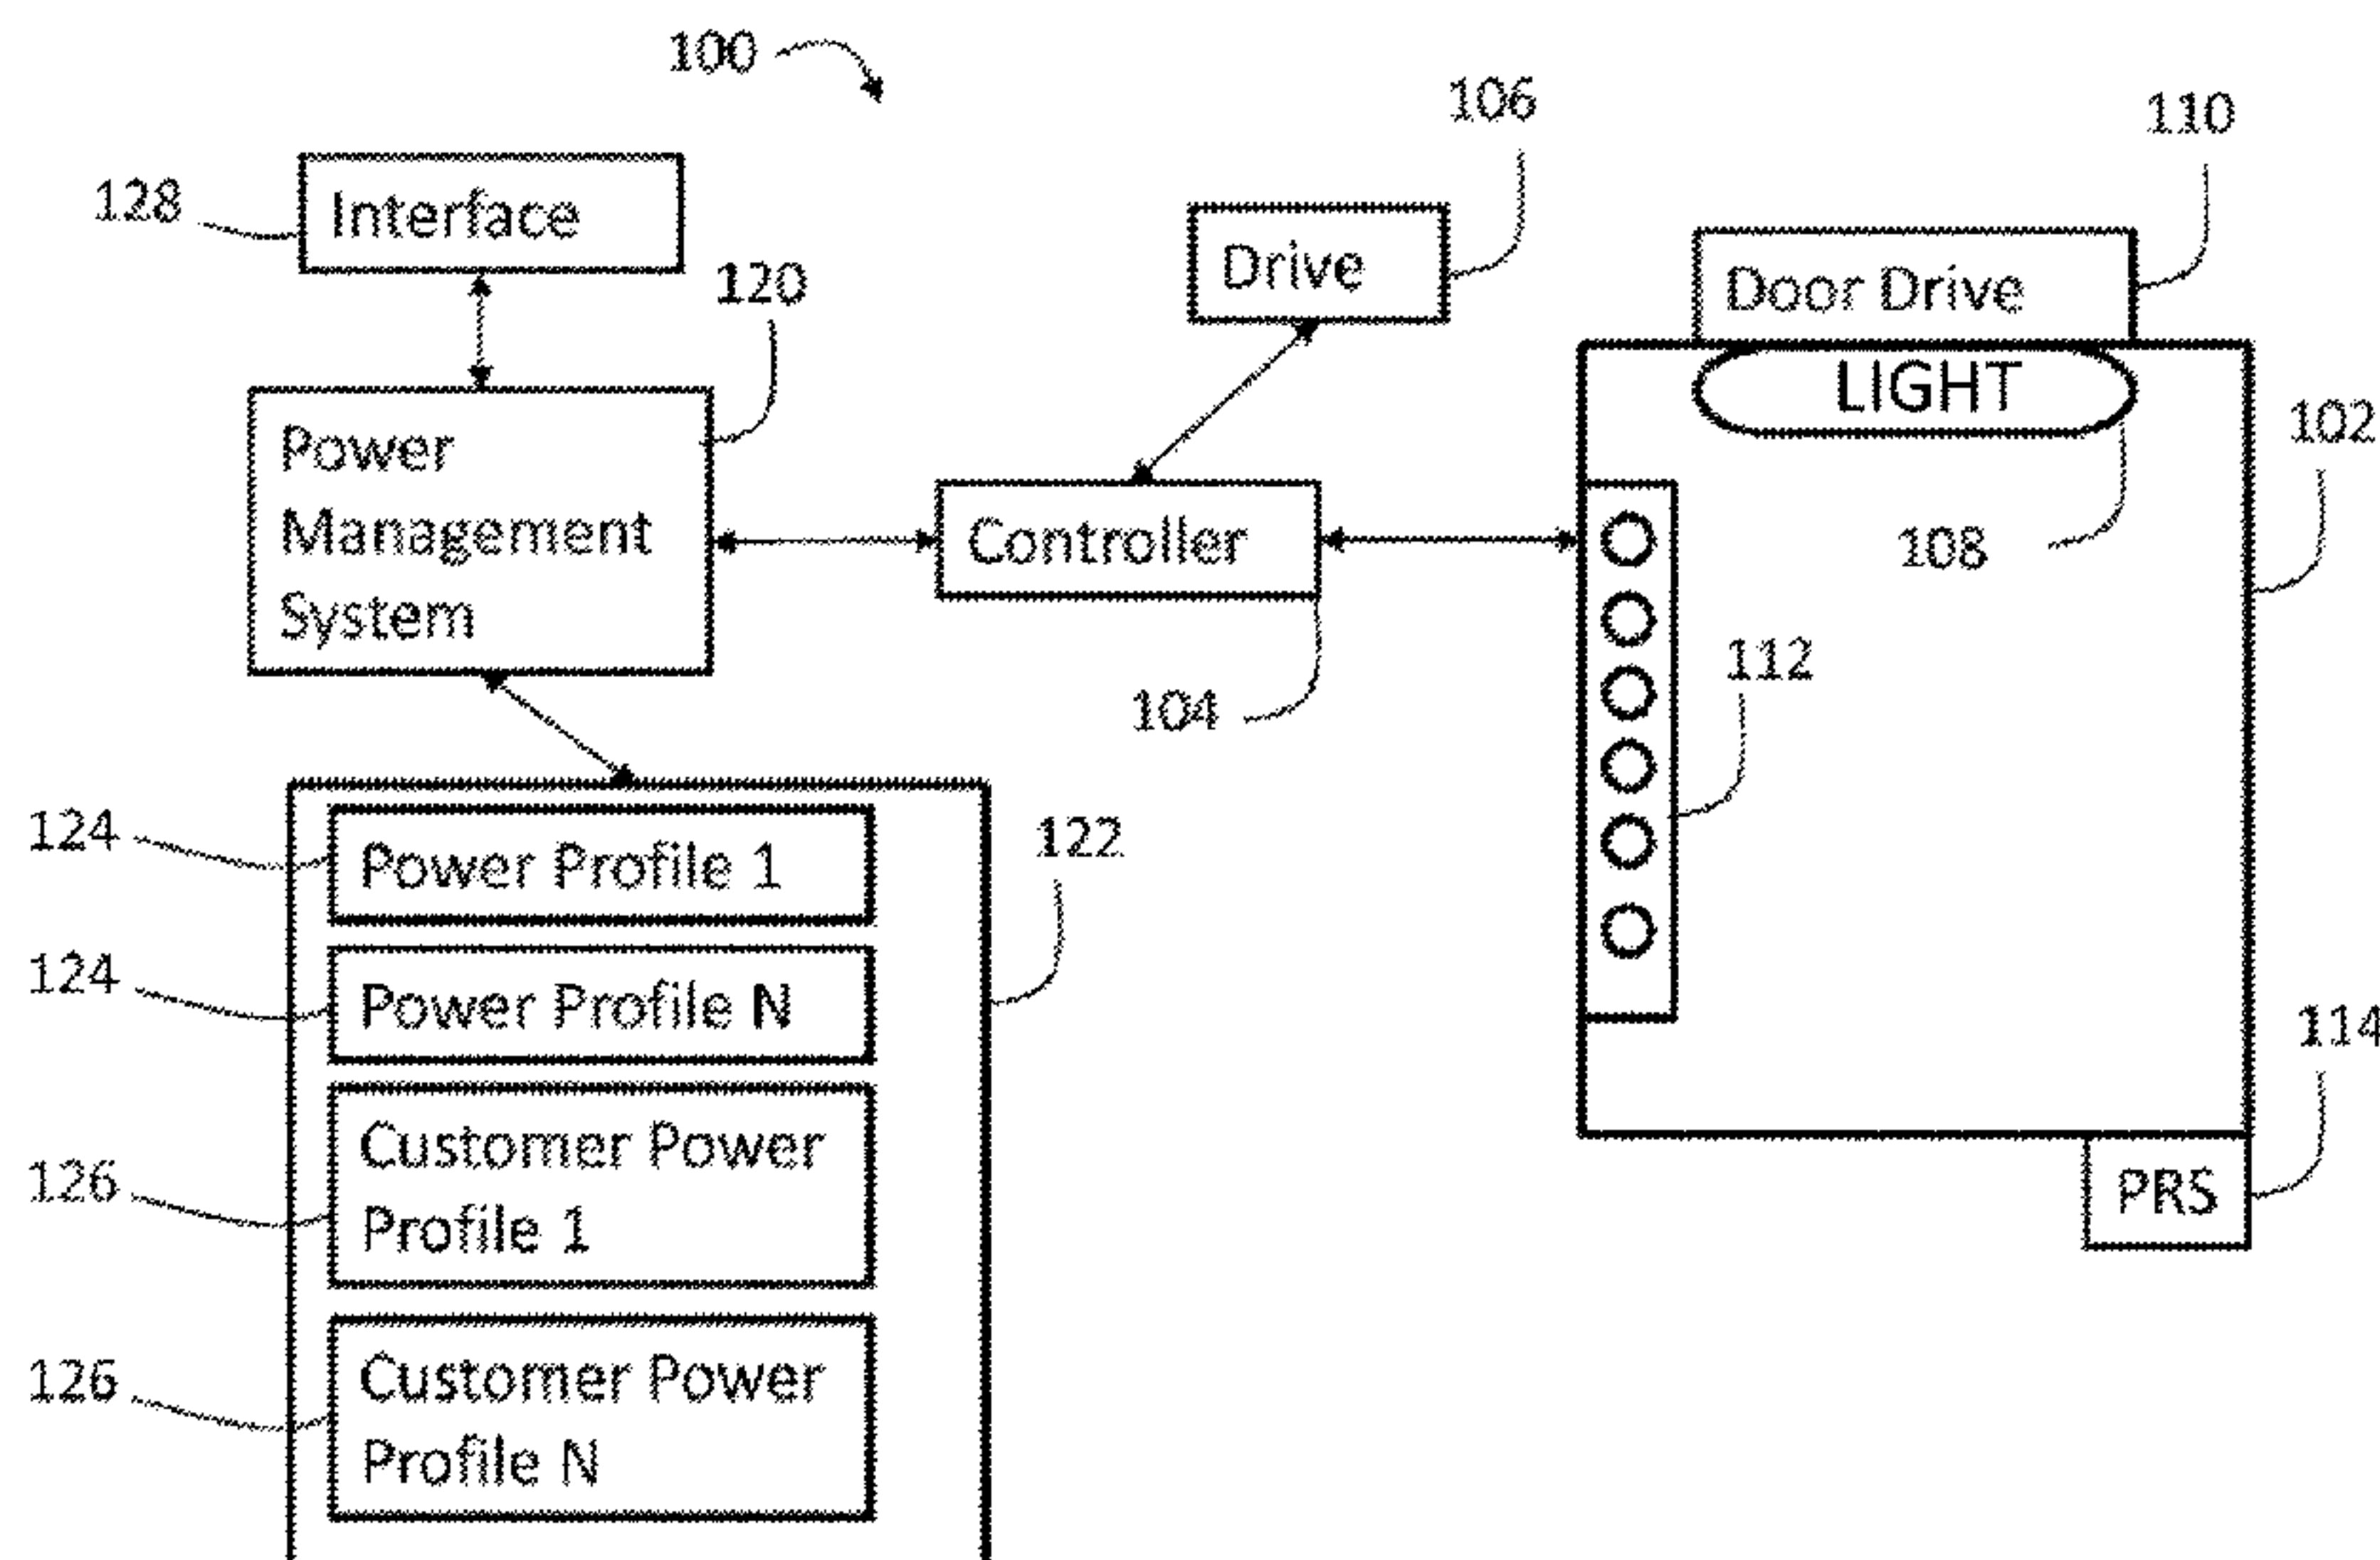 100
106
110
128
Interface
120
Drive
Door Drive
LIGHT
102
Power
Management
System
Controller
108
104
112
124
Power Profile 1
122
124
Power Profile N
114
126
Customer Power
Profile 1
PRS
126
Customer Power
Profile N